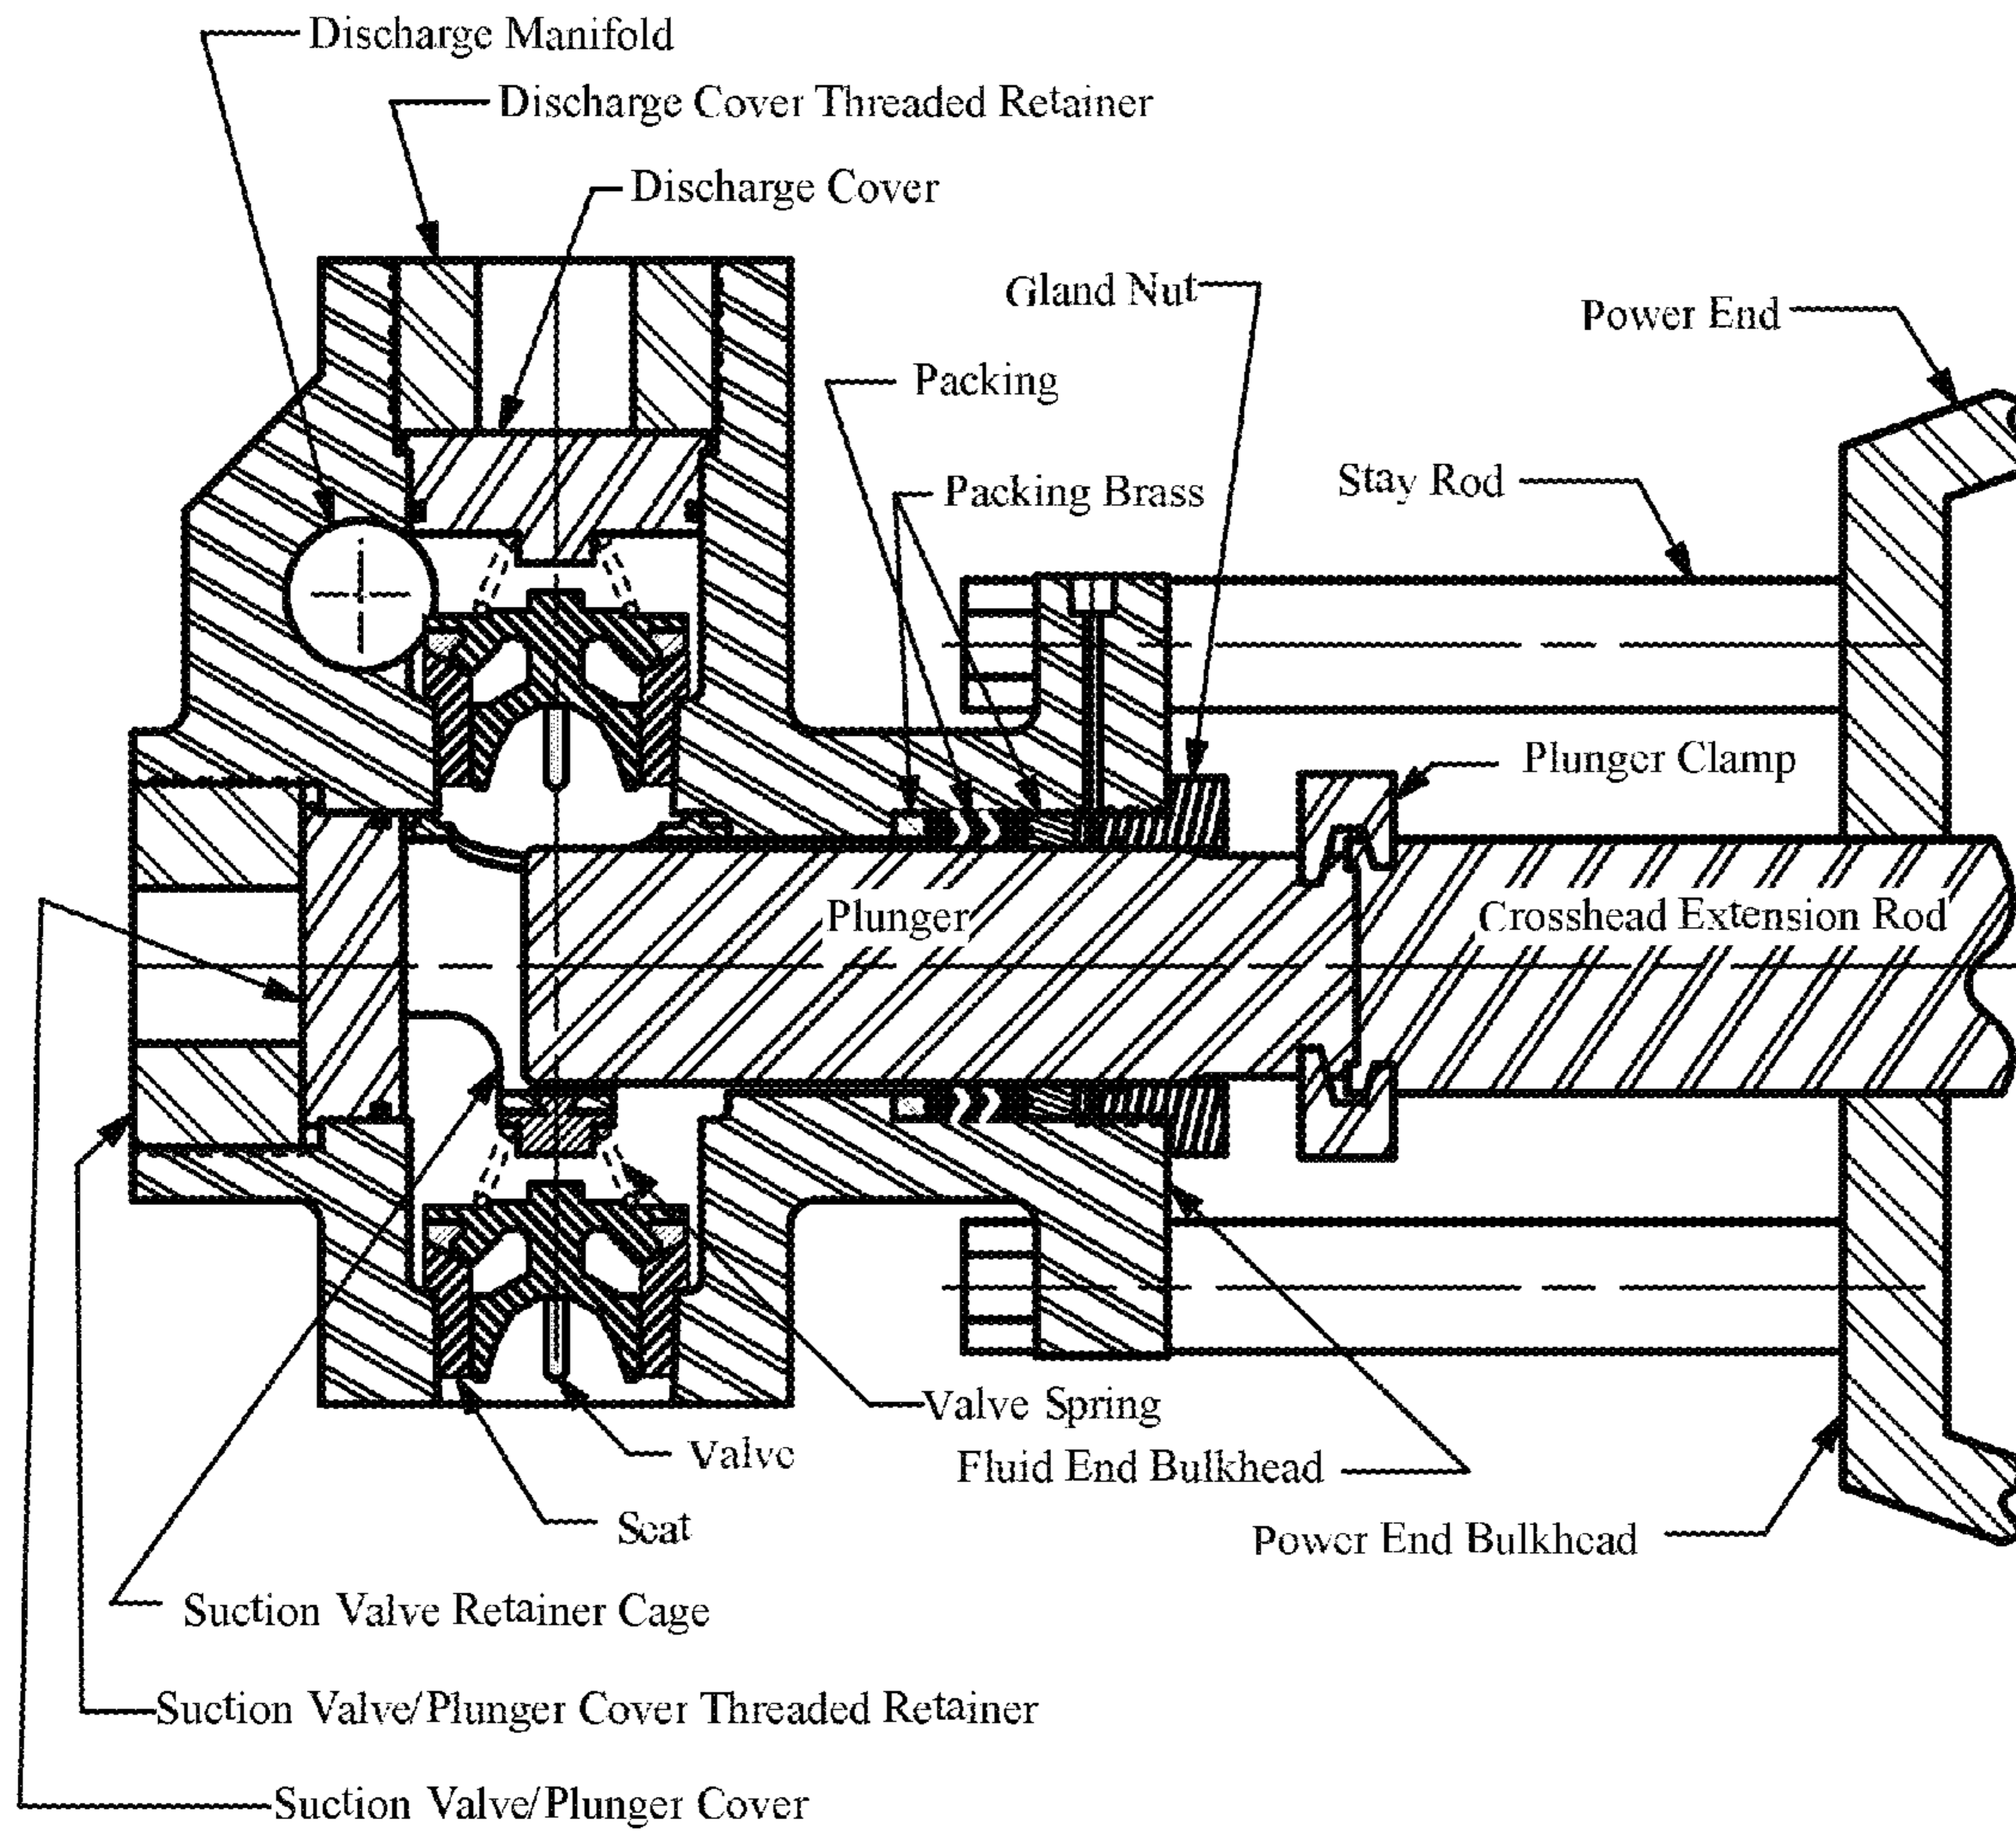 Discharge Manifold
Discharge Cover Threaded Retainer
Discharge Cover
Gland Nut
Power End
Packing
Packing Brass
Stay Rod
Plunger Clamp
Plunger
Crosshead Extension Rod
Valve Spring
Valve
Fluid End Bulkhead
Seat
Power End Bulkhead
Suction Valve Retainer Cage
Suction Valve/Plunger Cover Threaded Retainer
Suction Valve/Plunger Cover